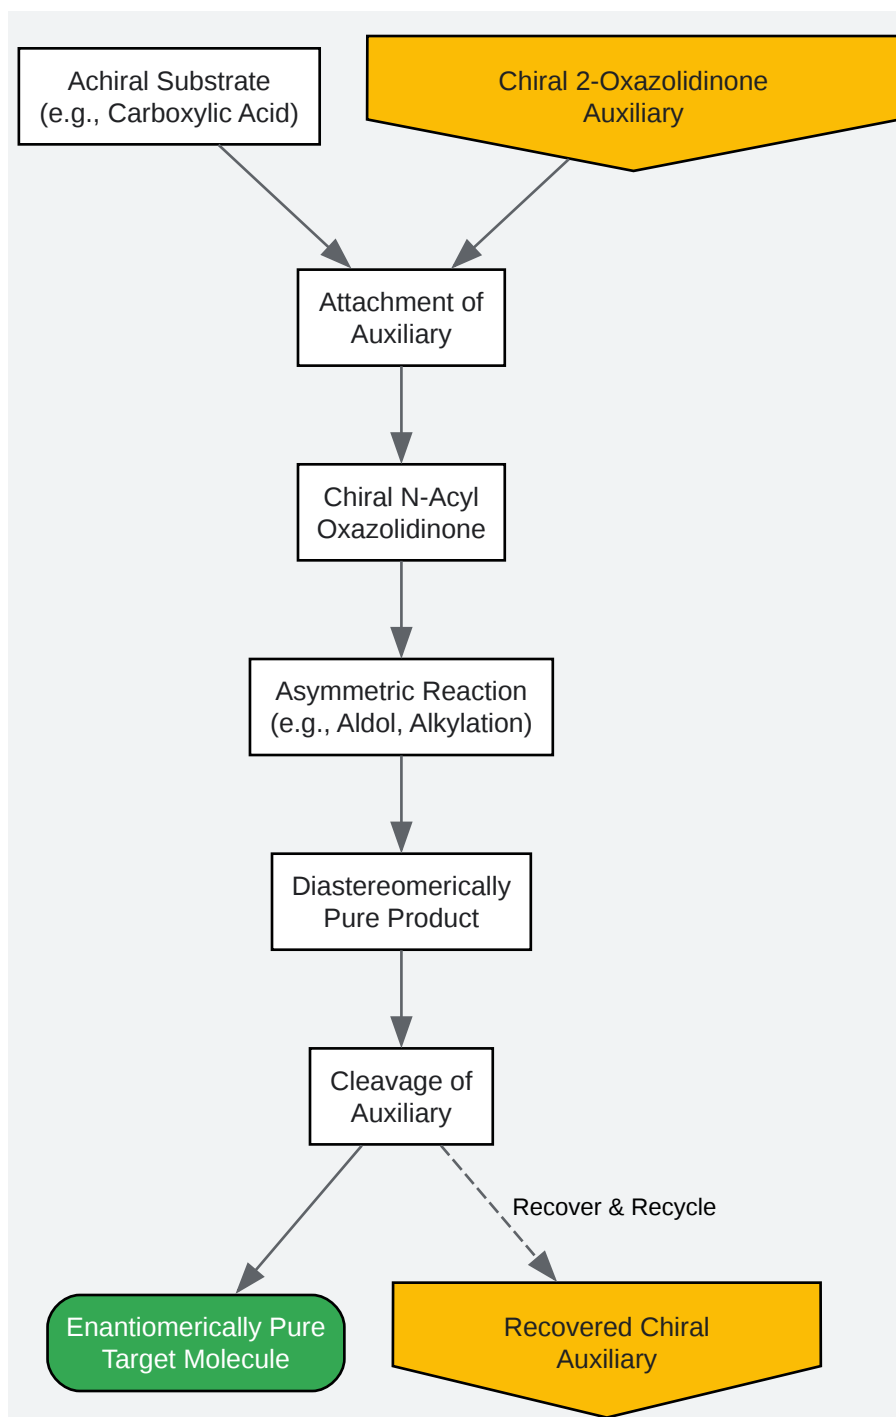 Achiral Substrate
(e.g., Carboxylic Acid)
Chiral 2-Oxazolidinone
Auxiliary
Attachment of
Auxiliary
Chiral N-Acyl
Oxazolidinone
Asymmetric Reaction
(e.g., Aldol, Alkylation)
Diastereomerically
Pure Product
Cleavage of
Auxiliary
Recover & Recycle
Enantiomerically Pure
Target Molecule
Recovered Chiral
Auxiliary